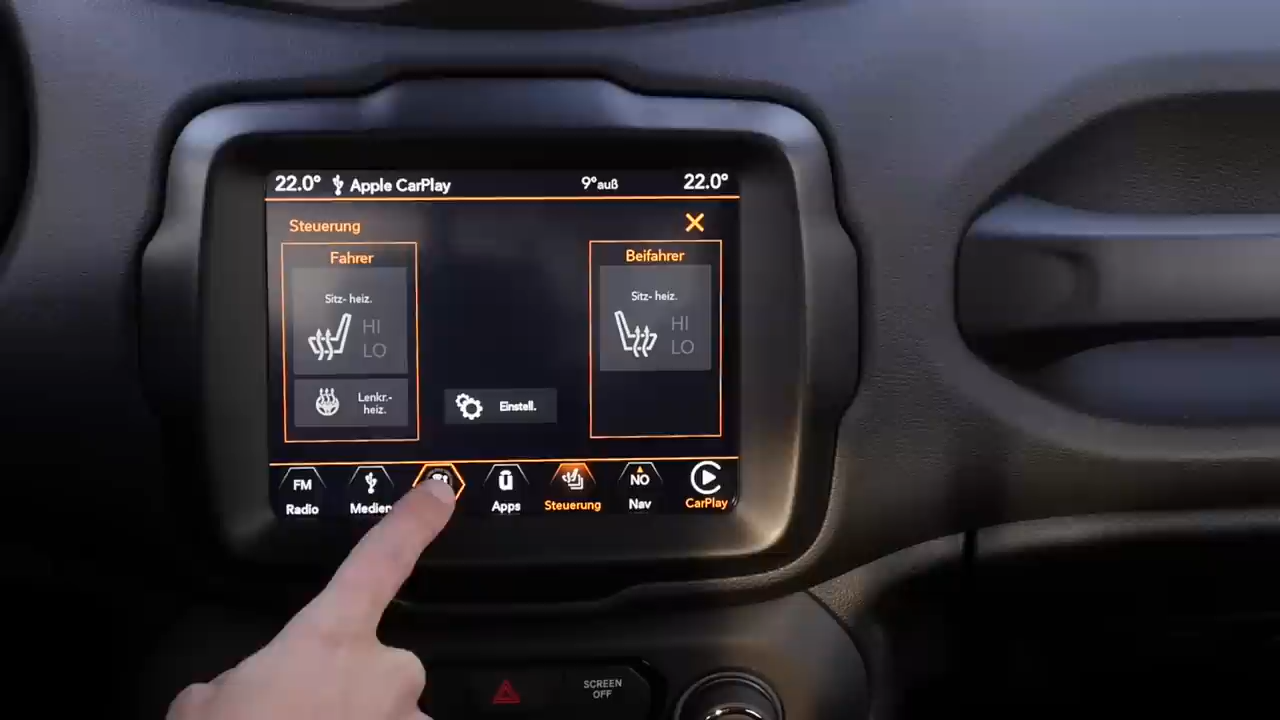 22.0° Apple CarPlay 9°auß 22.0°
Steuerung
Fahrer
Beifahrer
Sitz- heiz.
HI
LO
Sitz- heiz.
HI
LO
Lenkr.-
heiz.
Einstell.
FM
NO
Radio
Medien
Apps
Steuerung
Nav
CarPlay
SCREEN
OFF